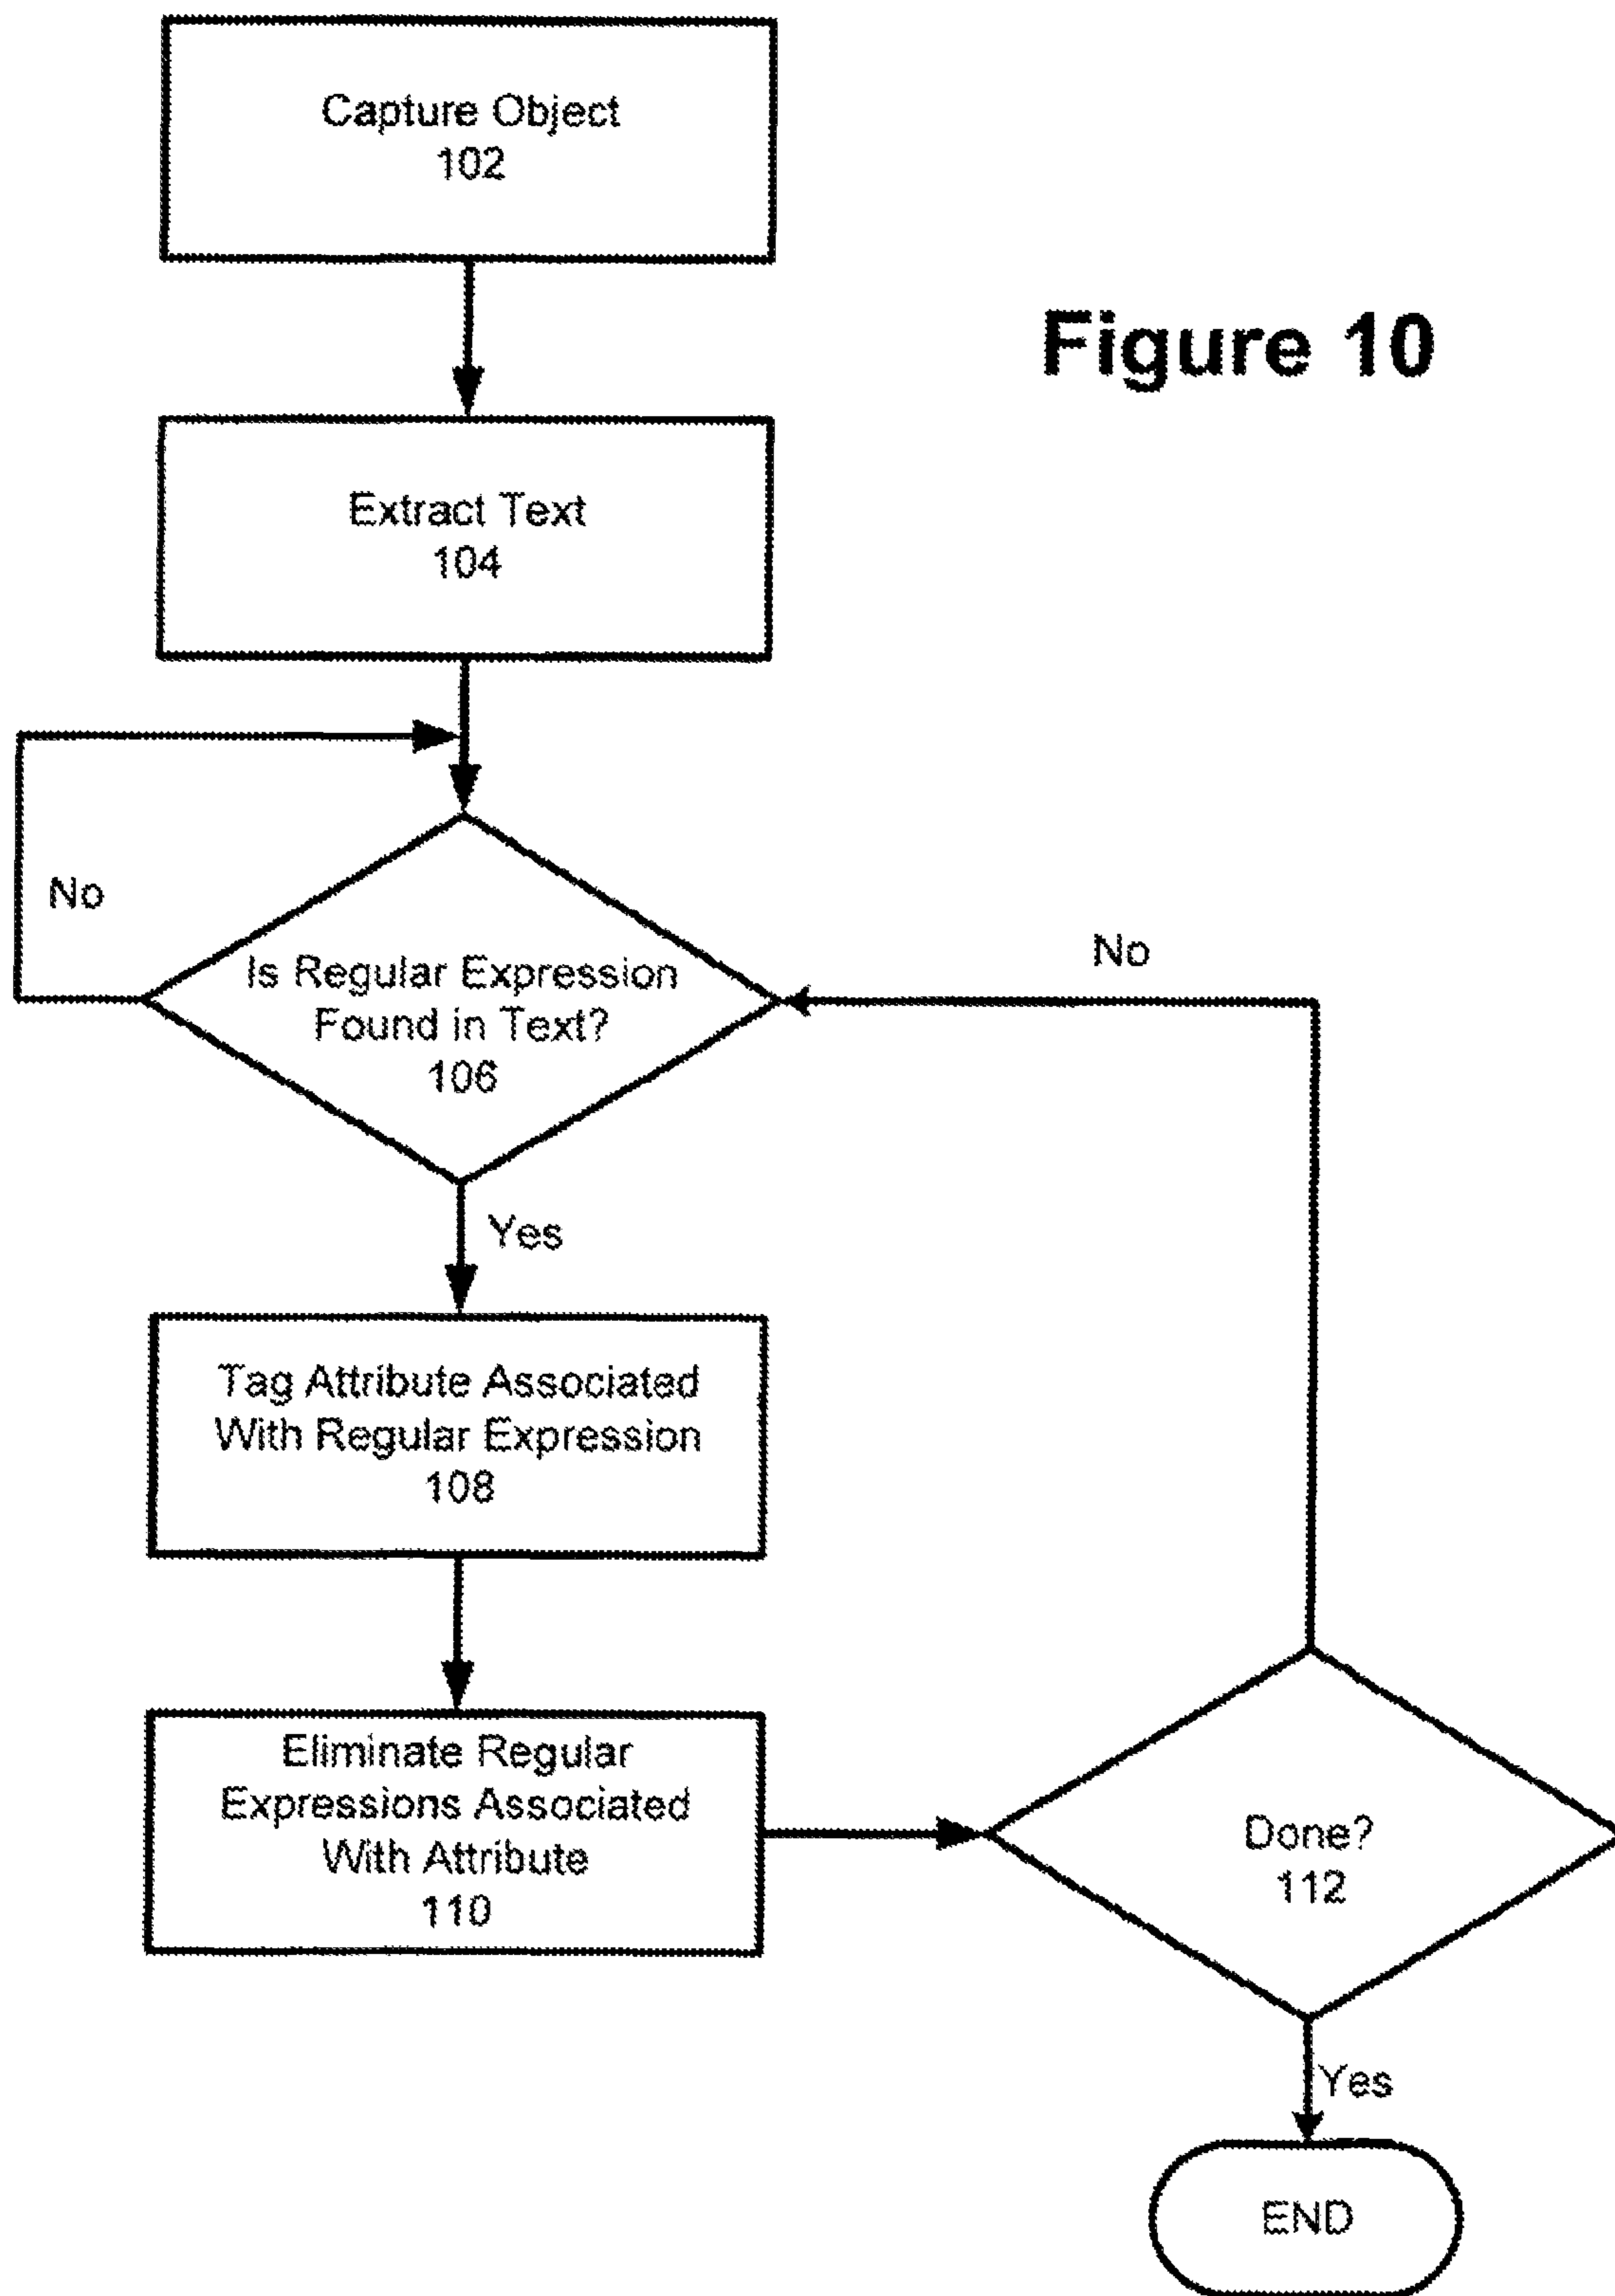 Capture Object
102
Figure 10
Extract Text
104
No
Is Regular Expression
Found in Text?
106
No
Yes
Tag Attribute Associated
With Regular Expression
108
Eliminate Regular
Expressions Associated
With Attribute
110
Done?
112
Yes
END